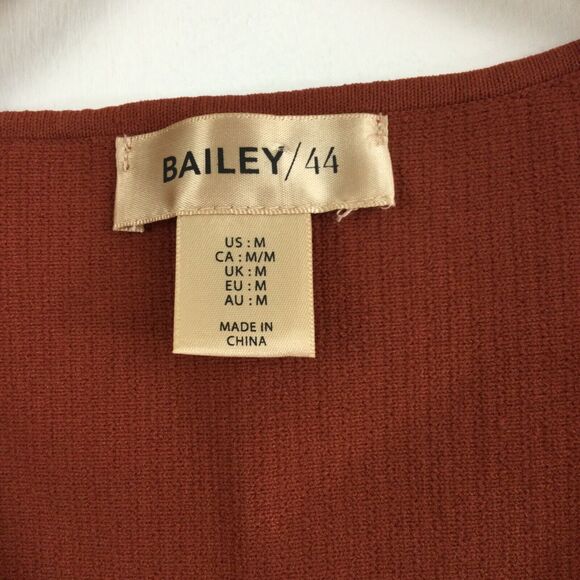 BAILEY/44
US : M
CA : M/M
UK : M
EU : M
AU : M
MADE IN
CHINA